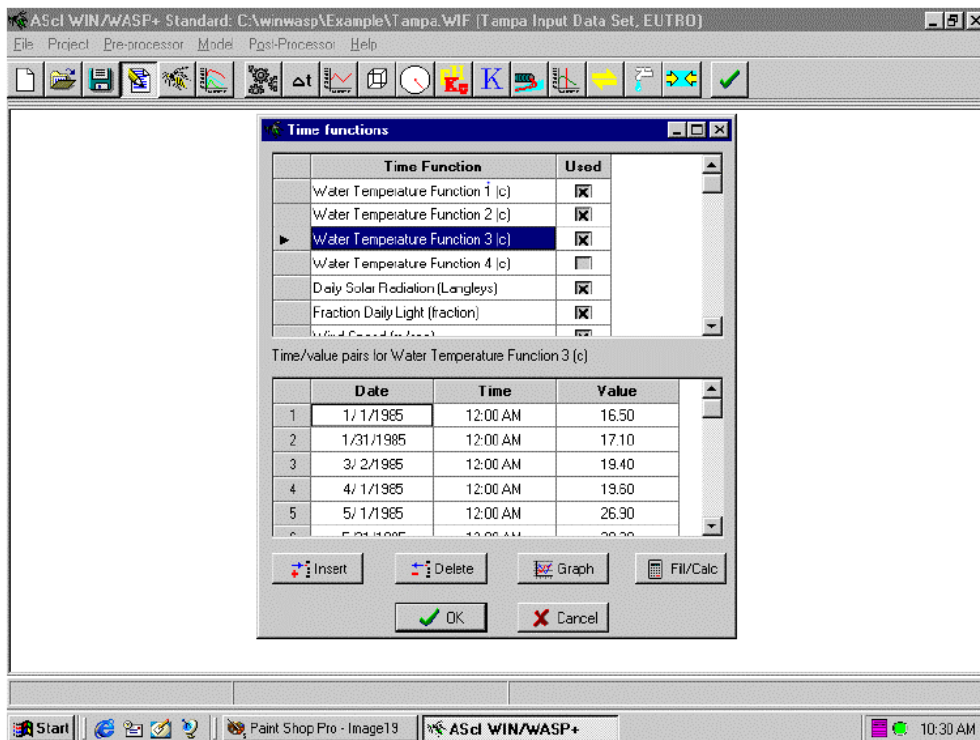 AScI WIN/WASP+ Standard: C:\winwasp\Example\Tampa.WIF (Tampa Input Data Set, EUTRO)
File Project Pre-processor Model Post-Processor Help
Δt K
Time functions
Time Function Used
Water Temperature Function 1 (c)
Water Temperature Function 2 (c)
Water Temperature Function 3 (c)
Water Temperature Function 4 (c)
Daily Solar Radiation (Langleys)
Fraction Daily Light (fraction)
Time/value pairs for Water Temperature Function 3 (c)
Date Time Value
1 1/ 1/1985 12:00 AM 16.50
2 1/31/1985 12:00 AM 17.10
3 3/ 2/1985 12:00 AM 19.40
4 4/ 1/1985 12:00 AM 19.60
5 5/ 1/1985 12:00 AM 26.90
Insert Delete Graph Fill/Calc
OK Cancel
Start Paint Shop Pro - Image19 AScI WIN/WASP+ 10:30 AM